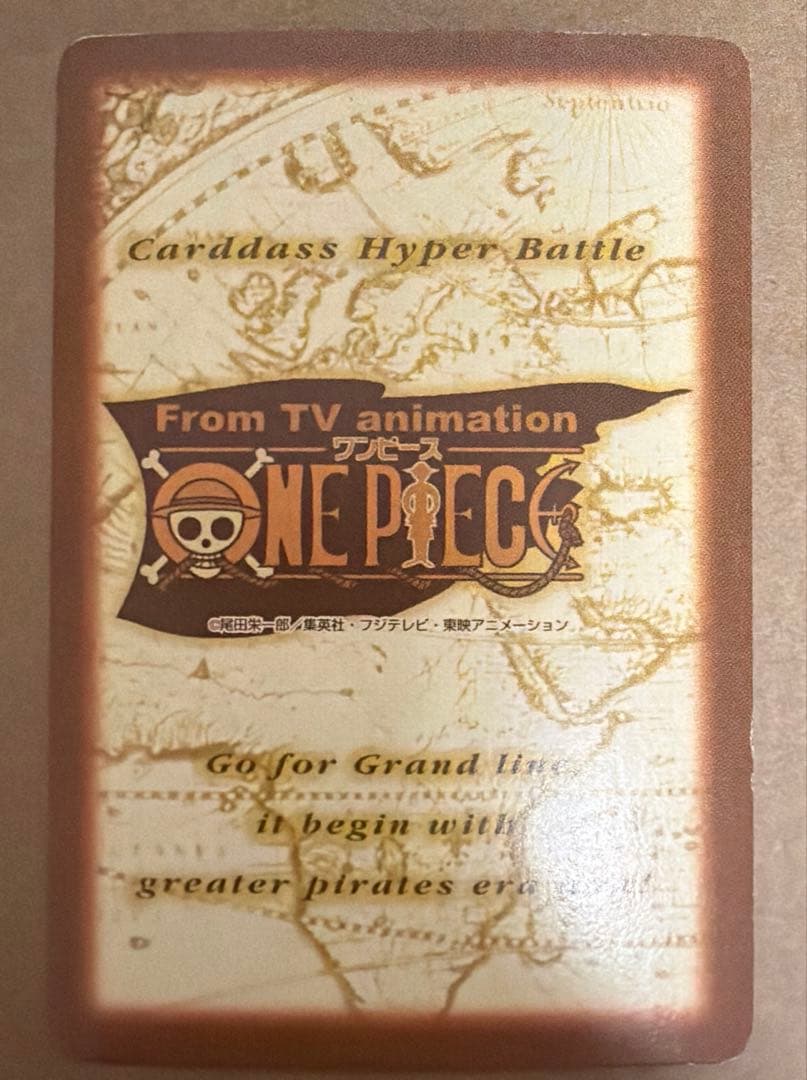 Septentrio
Carddass Hyper Battle
From TV animation
ワンピース
ONE PIECE
©尾田栄一郎／集英社・フジテレビ・東映アニメーション
Go for Grand line,
it begin with
greater pirates era